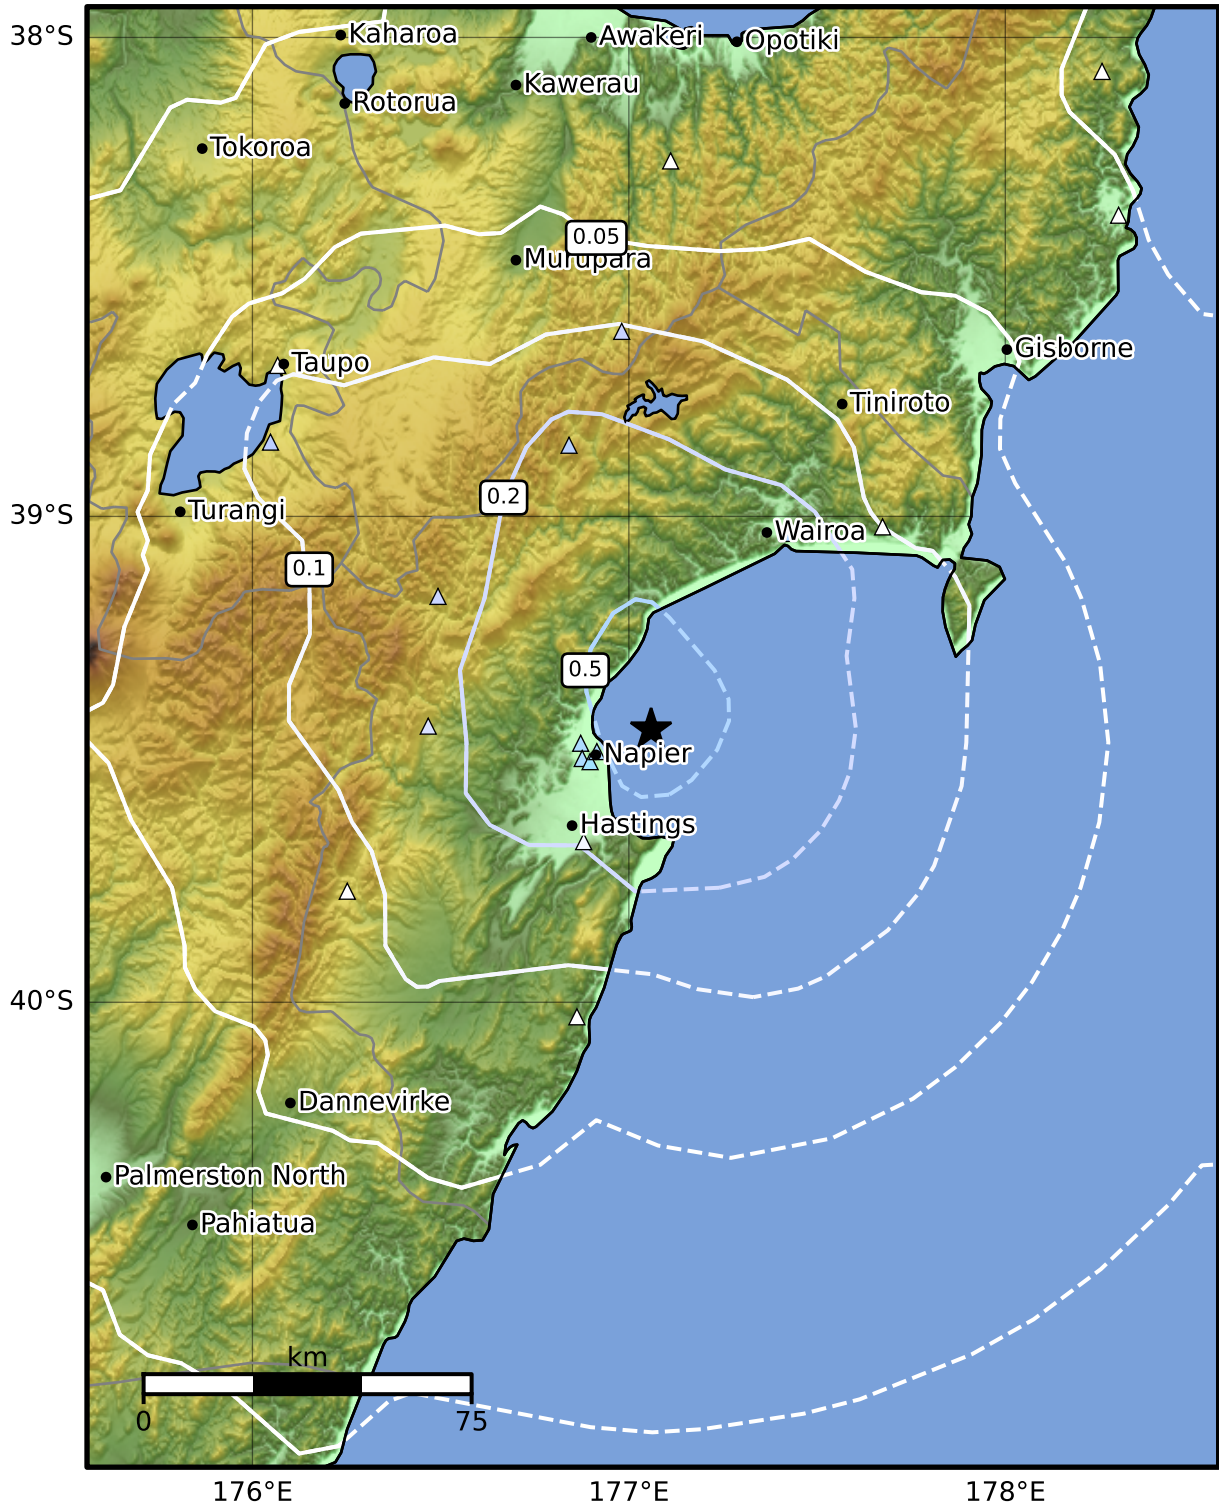 38°S
Kaharoa
Awakeri
Opotiki
Kawerau
Rotorua
Tokoroa
0.05
Murupara
Gisborne
Taupo
Tiniroto
0.2
Turangi
39°S
Wairoa
0.1
0.5
Napier
Hastings
40°S
Dannevirke
Palmerston North
Pahiatua
km
0 75
176°E 177°E 178°E